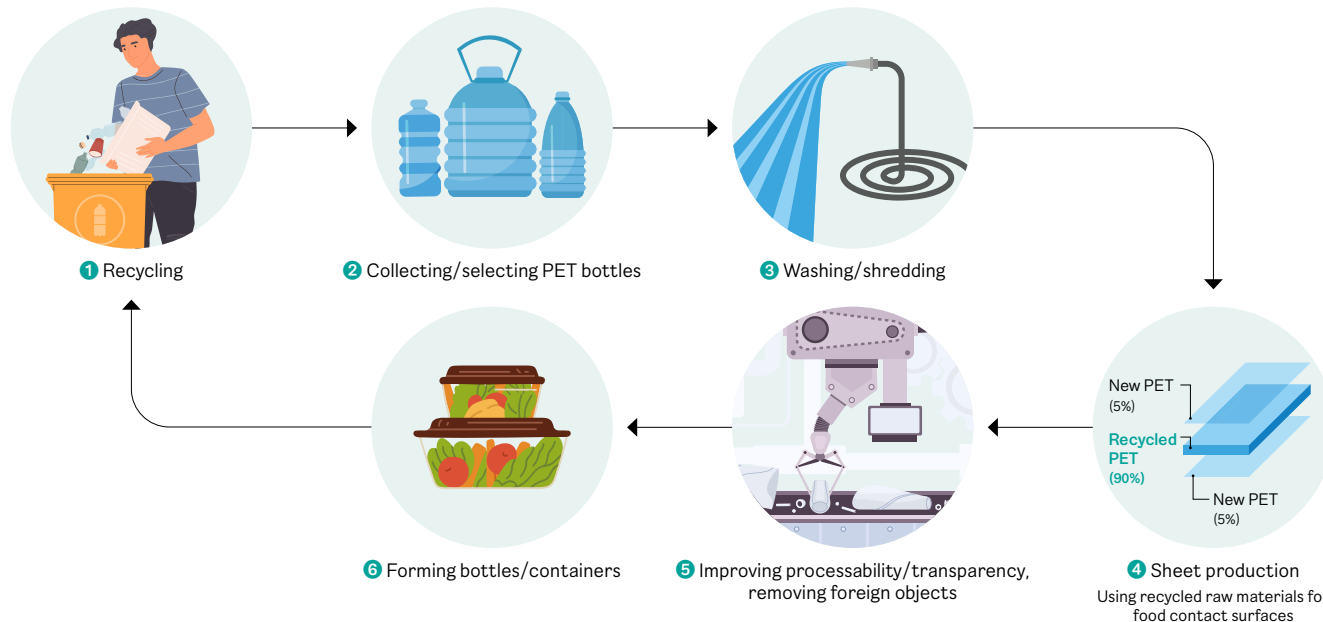 1 Recycling
2 Collecting/selecting PET bottles
3 Washing/shredding
New PET
(5%)
Recycled
PET
(90%)
New PET
(5%)
4 Sheet production
Using recycled raw materials fo
food contact surfaces
5 Improving processability/transparency,
removing foreign objects
6 Forming bottles/containers